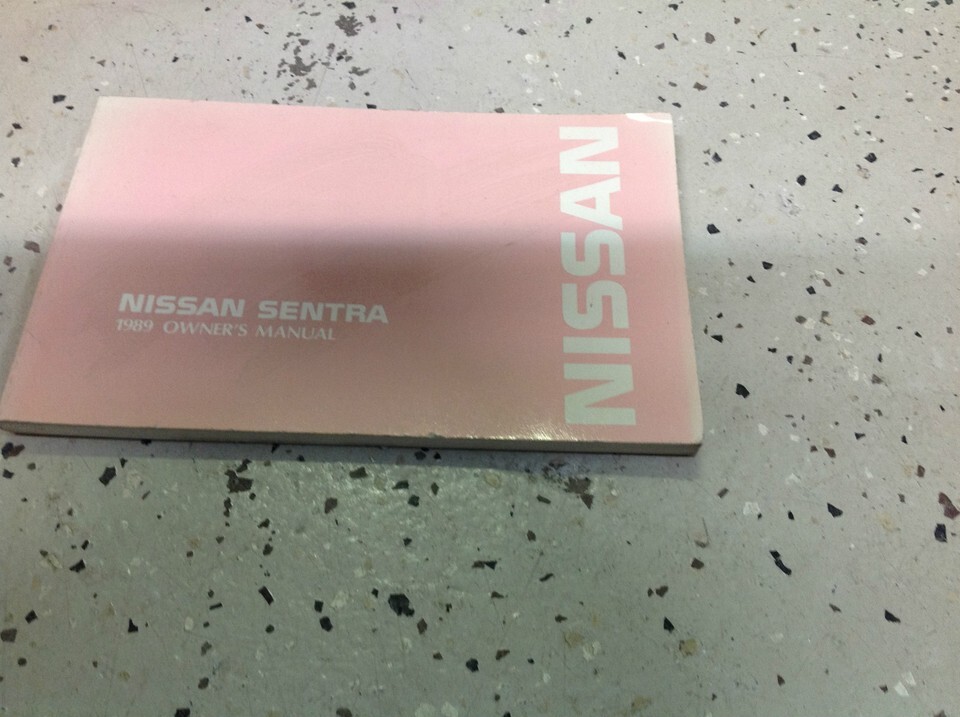 NISSAN SENTRA
1989 OWNER'S MANUAL
NISSAN